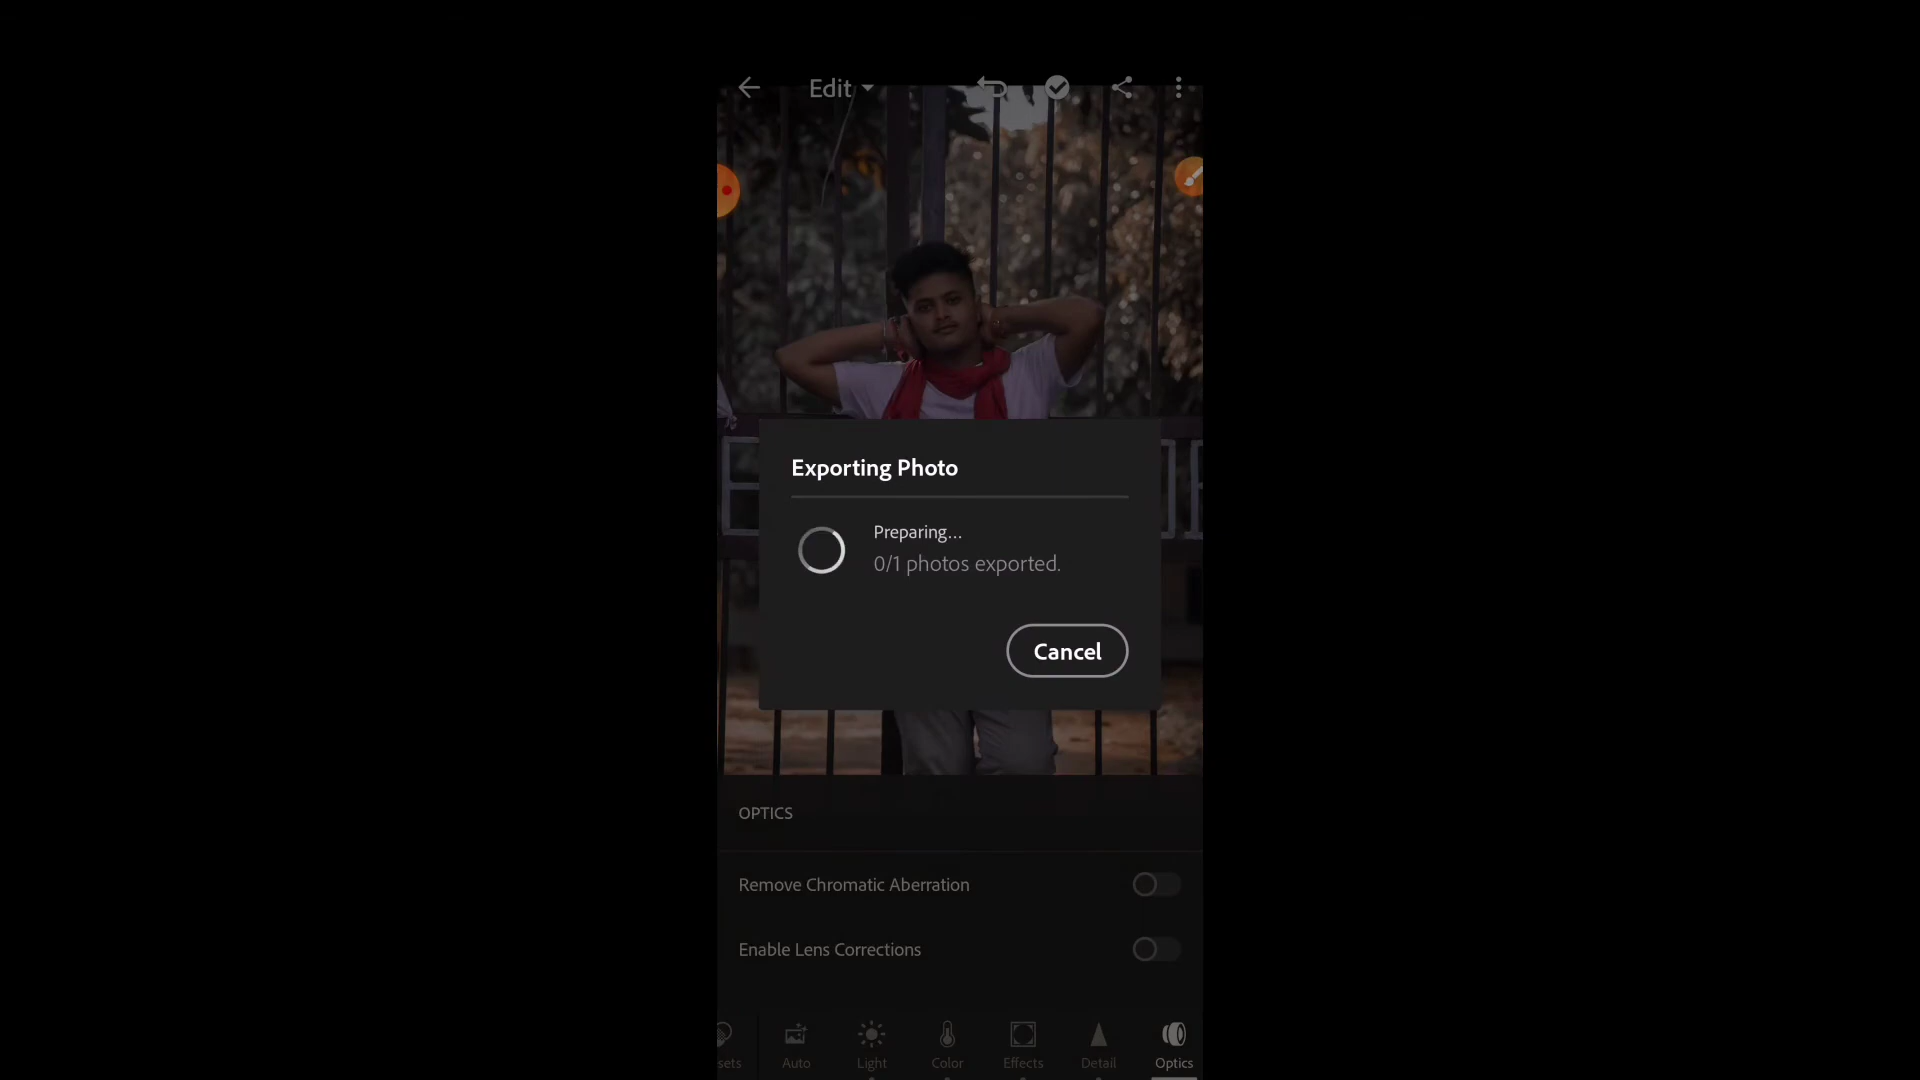 Edit
Exporting Photo
Preparing...
0/1 photos exported.
Cancel
OPTICS
Remove Chromatic Aberration
Enable Lens Corrections
sets Auto Light Color Effects Detail Optics